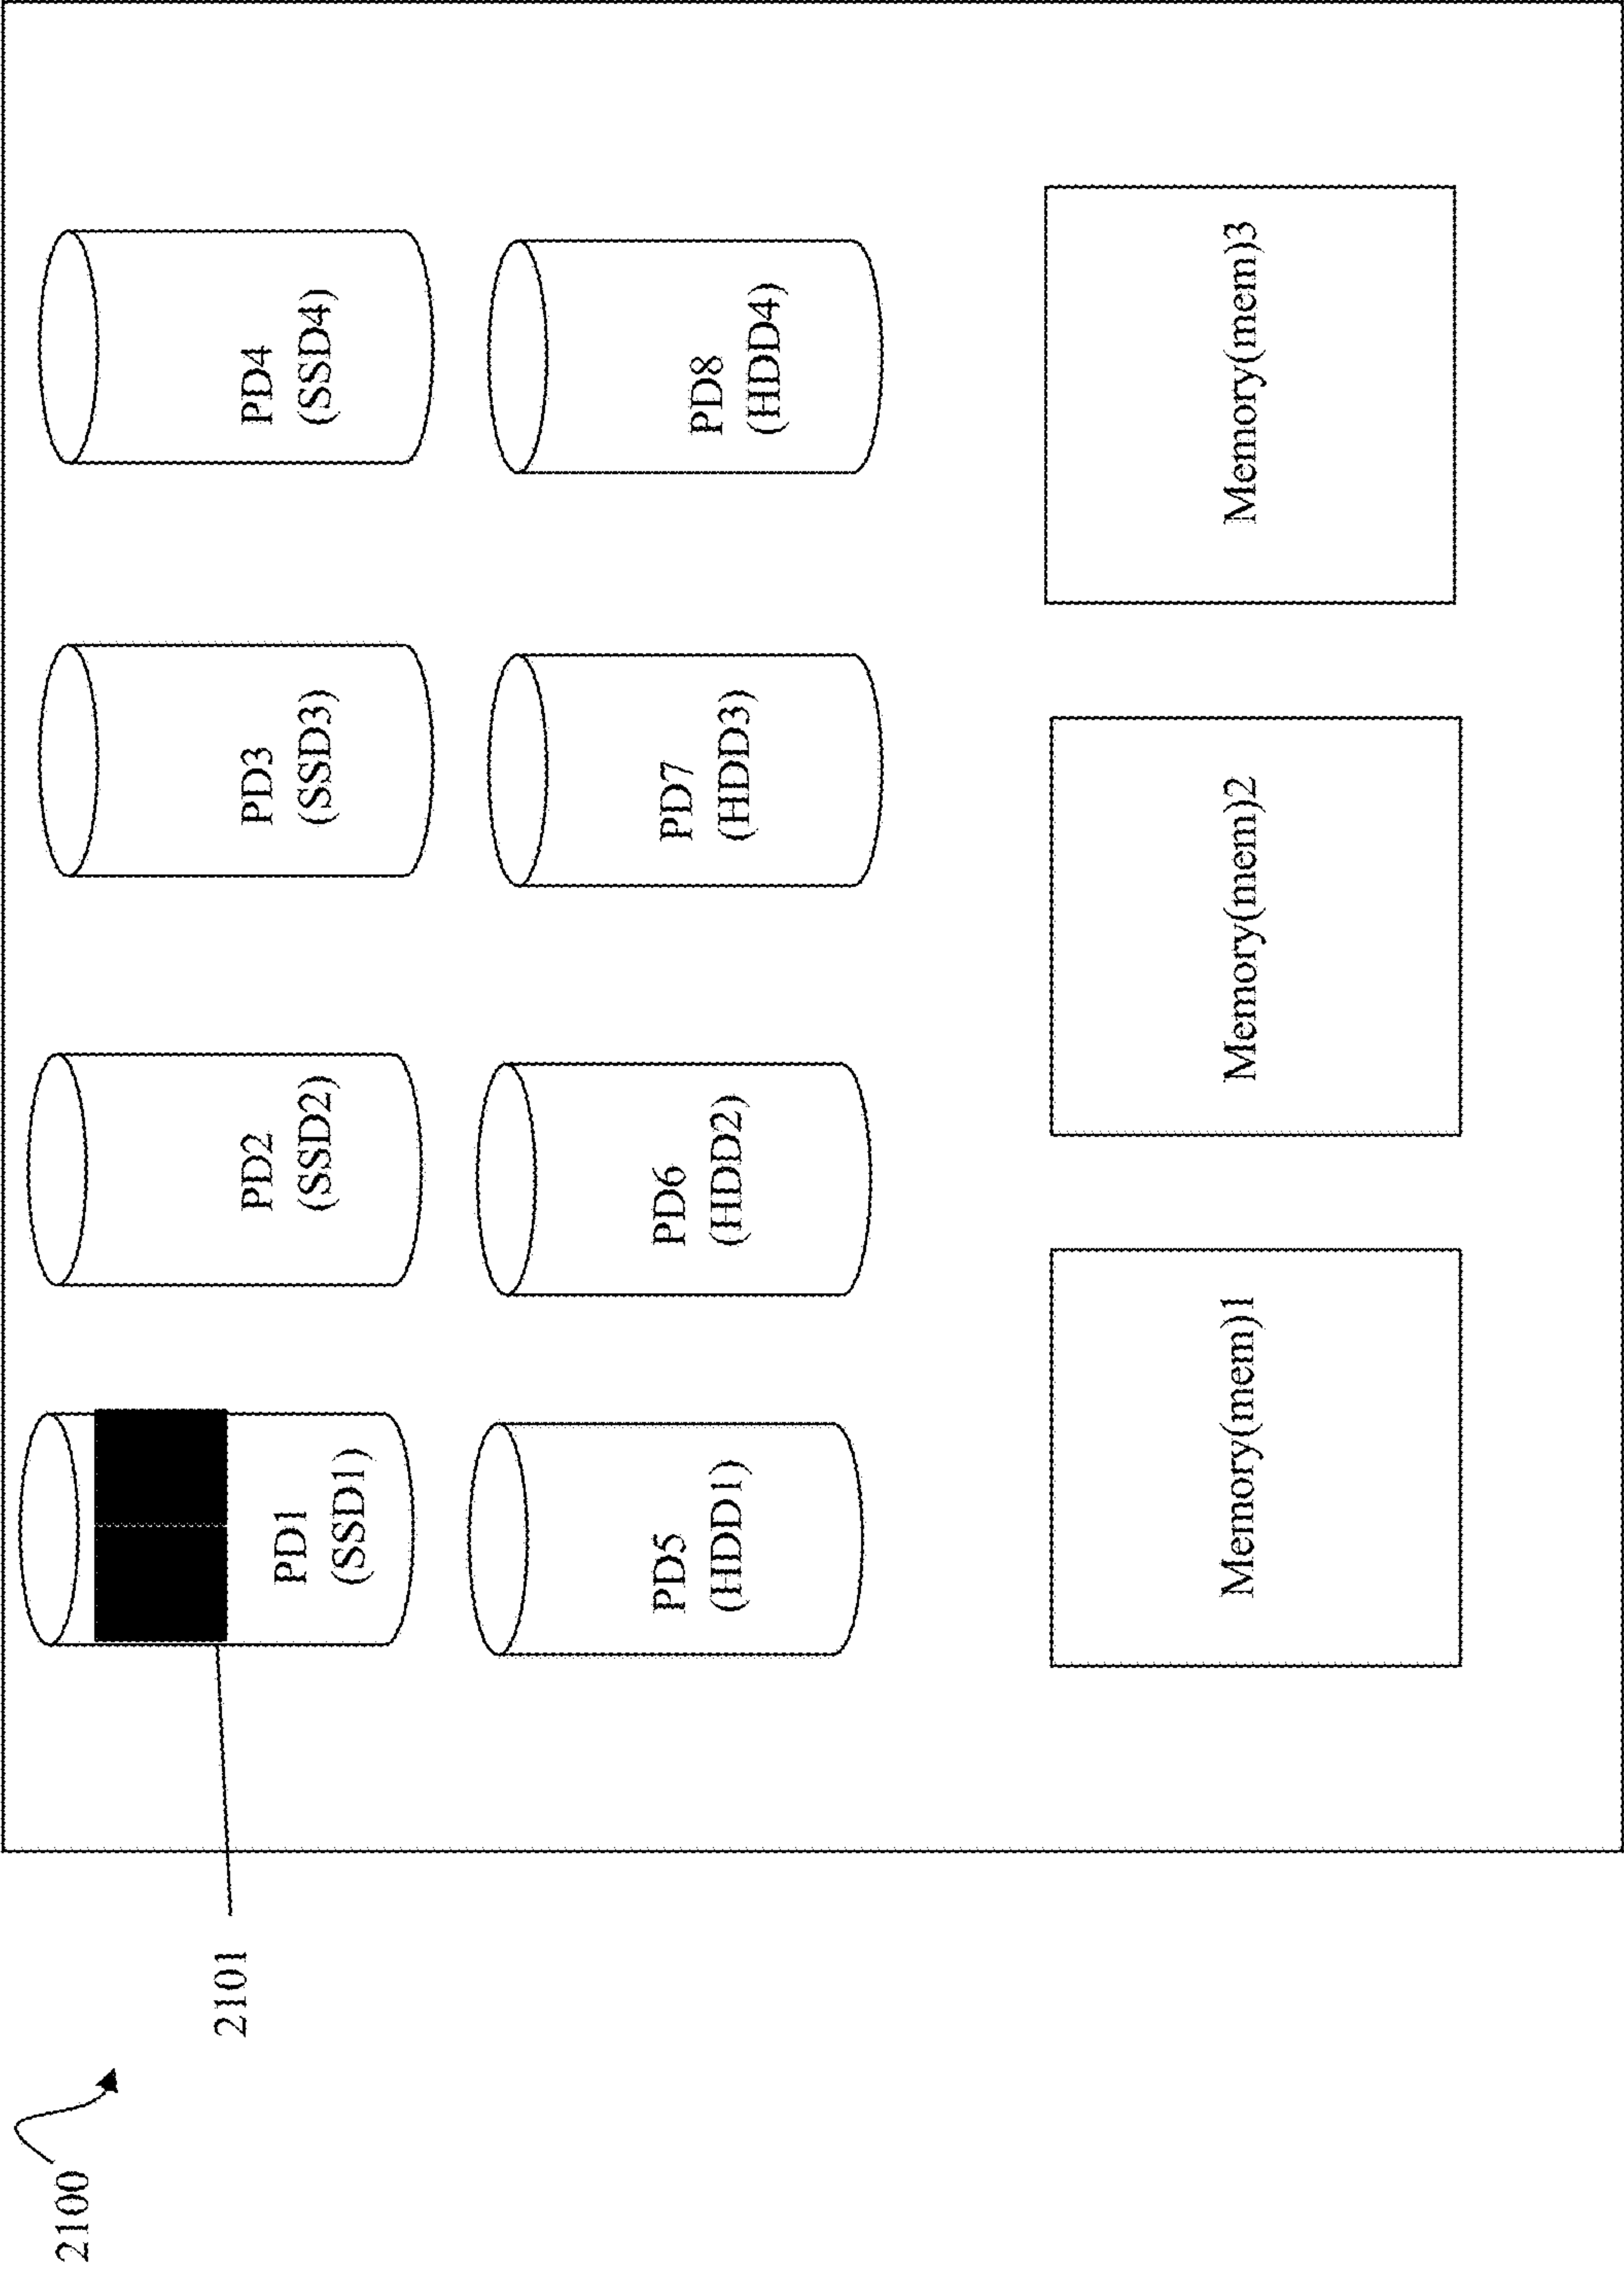 2100
2101
PD1
(SSD1)
PD2
(SSD2)
PD3
(SSD3)
PD4
(SSD4)
PD5
(HDD1)
PD6
(HDD2)
PD7
(HDD3)
PD8
(HDD4)
Memory(mem)1
Memory(mem)2
Memory(mem)3